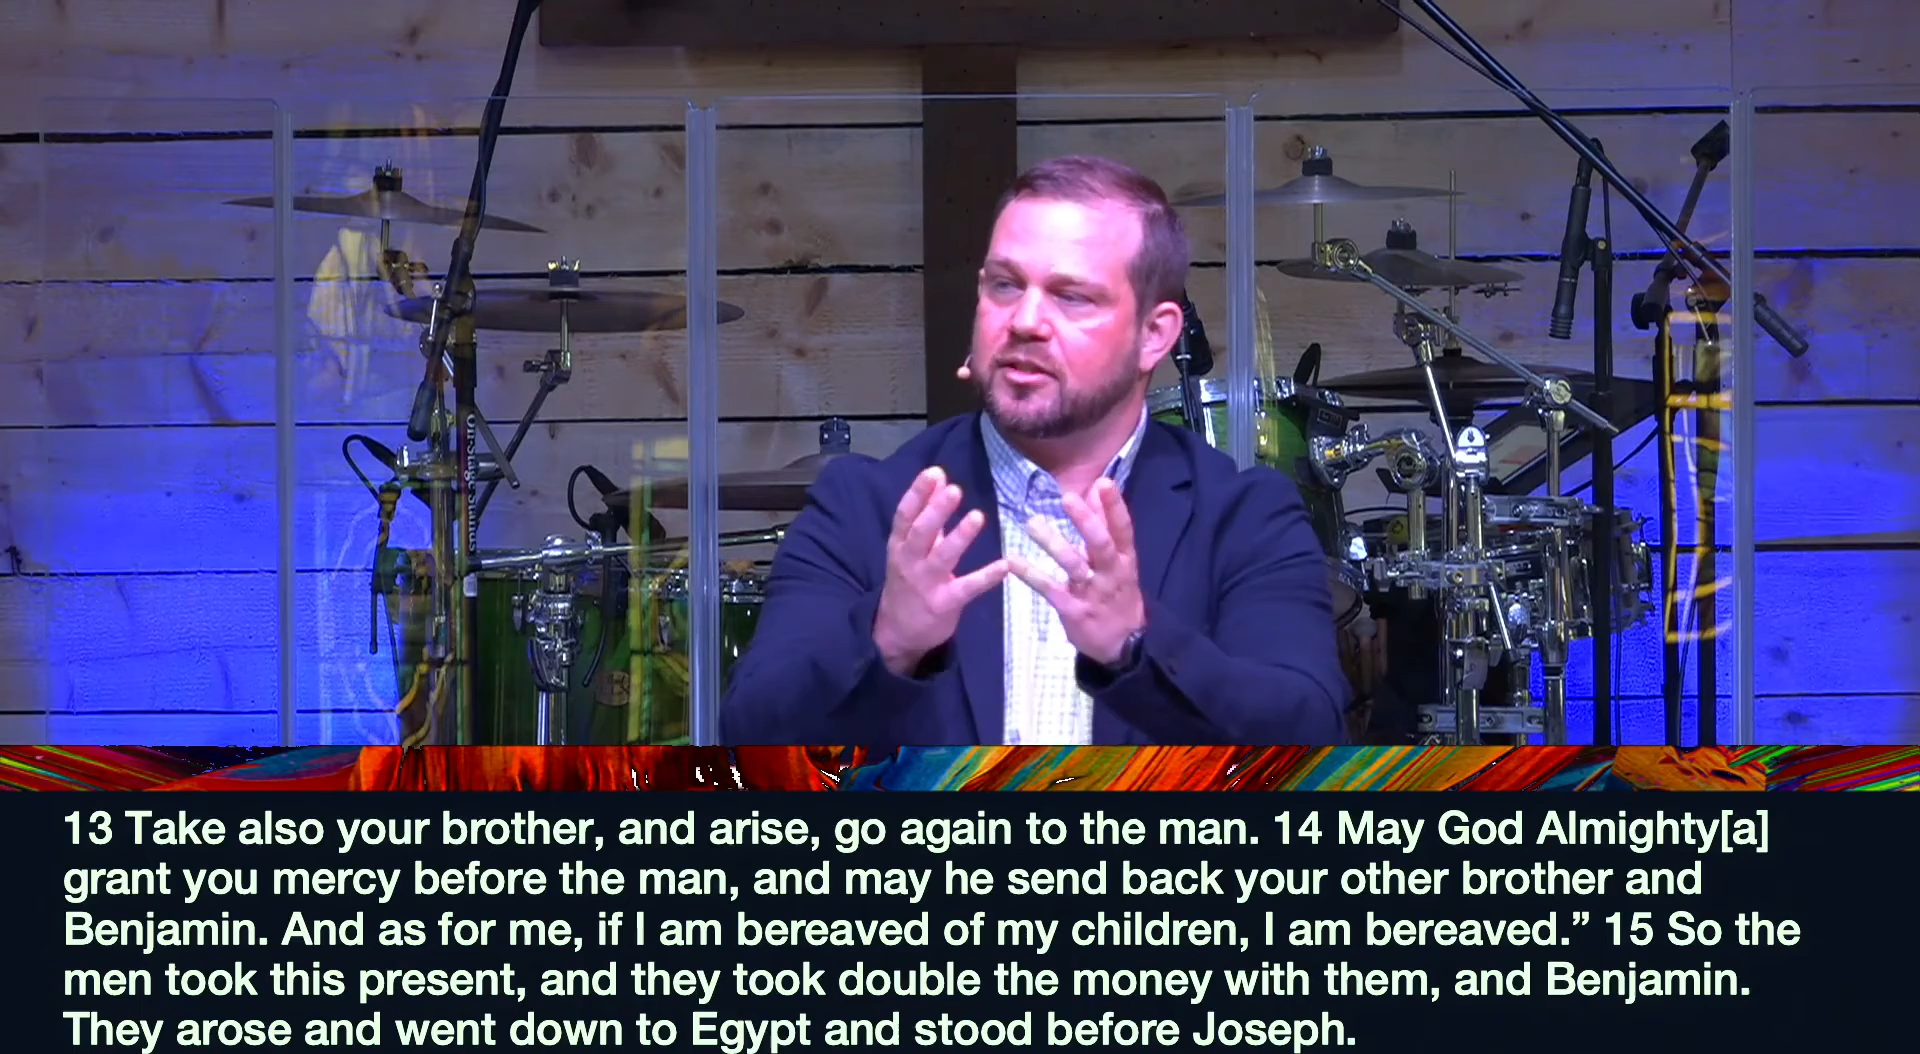 On-Stage Stands
13 Take also your brother, and arise, go again to the man. 14 May God Almighty[a]
grant you mercy before the man, and may he send back your other brother and
Benjamin. And as for me, if I am bereaved of my children, I am bereaved.” 15 So the
men took this present, and they took double the money with them, and Benjamin.
They arose and went down to Egypt and stood before Joseph.